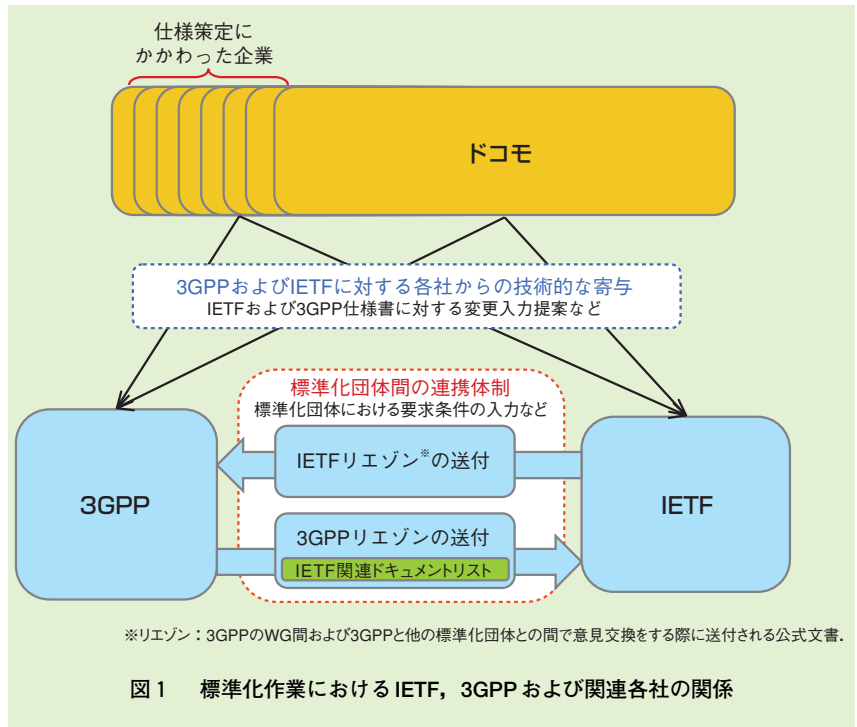 仕様策定に
かかわった企業
ドコモ
3GPPおよびIETFに対する各社からの技術的な寄与
IETFおよび3GPP仕様書に対する変更入力提案など
標準化団体間の連携体制
標準化団体における要求条件の入力など
IETFリエゾン※の送付
3GPP
IETF
3GPPリエゾンの送付
IETF関連ドキュメントリスト
※リエゾン：3GPPのWG間および3GPPと他の標準化団体との間で意見交換をする際に送付される公式文書．
図1 標準化作業におけるIETF，3GPPおよび関連各社の関係